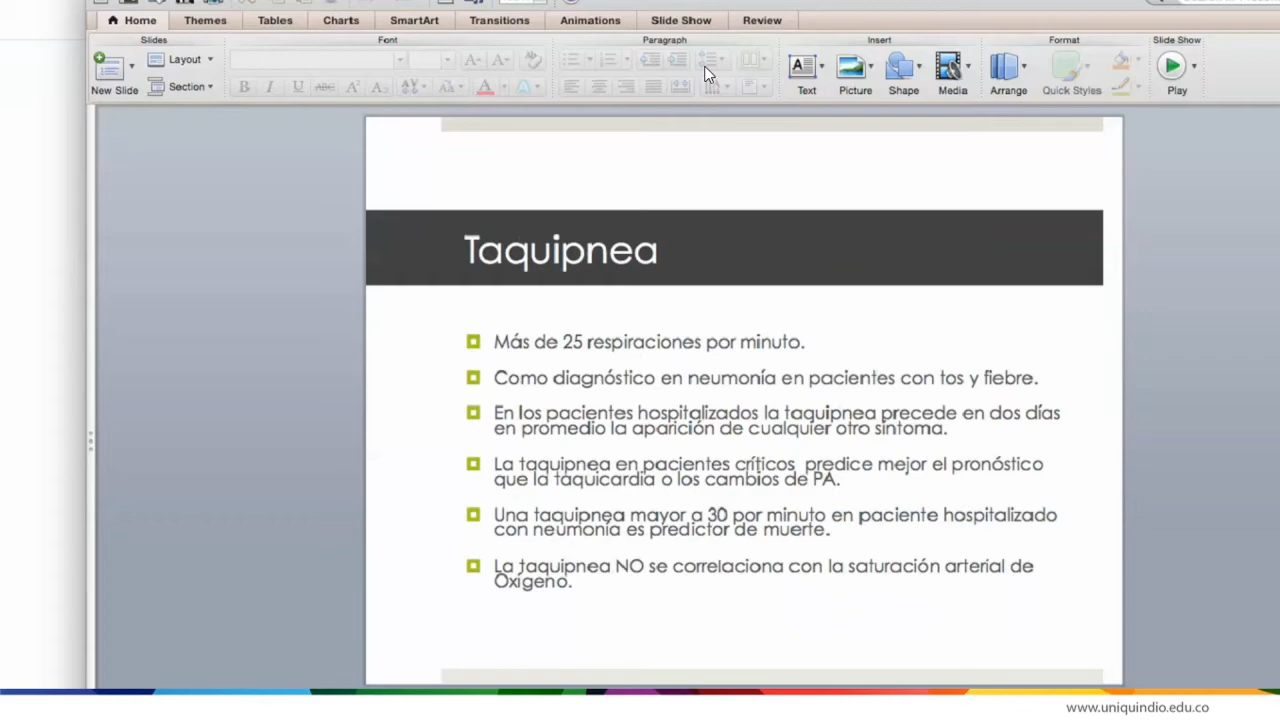 Home Themes Tables Charts SmartArt Transitions Animations Slide Show Review
Slides Font Paragraph Insert Format Slide Show
Layout
New Slide Section Text Picture Shape Media Arrange Quick Styles Play
Taquipnea
Más de 25 respiraciones por minuto.
Como diagnóstico en neumonía en pacientes con tos y fiebre.
En los pacientes hospitalizados la taquipnea precede en dos días
en promedio la aparición de cualquier otro síntoma.
La taquipnea en pacientes críticos predice mejor el pronóstico
que la taquicardia o los cambios de PA.
Una taquipnea mayor a 30 por minuto en paciente hospitalizado
con neumonía es predictor de muerte.
La taquipnea NO se correlaciona con la saturación arterial de
Oxígeno.
www.uniquindio.edu.co